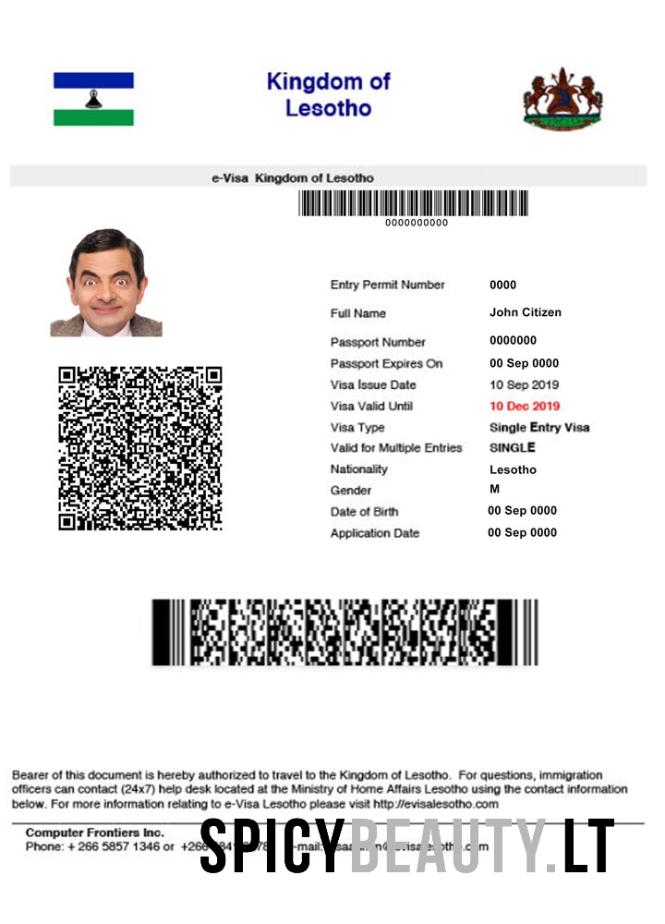 Kingdom of
Lesotho
e-Visa Kingdom of Lesotho
0000000000
Entry Permit Number 0000
Full Name John Citizen
Passport Number 0000000
Passport Expires On 00 Sep 0000
Visa Issue Date 10 Sep 2019
Visa Valid Until 10 Dec 2019
Visa Type Single Entry Visa
Valid for Multiple Entries SINGLE
Nationality Lesotho
Gender M
Date of Birth 00 Sep 0000
Application Date 00 Sep 0000
Bearer of this document is hereby authorized to travel to the Kingdom of Lesotho. For questions, immigration
officers can contact (24x7) help desk located at the Ministry of Home Affairs Lesotho using the contact information
below. For more information relating to e-Visa Lesotho please visit http://evisalesotho.com
Computer Frontiers Inc.
Phone: + 266 5857 1346 or +266
SPICYBEAUTY.LT